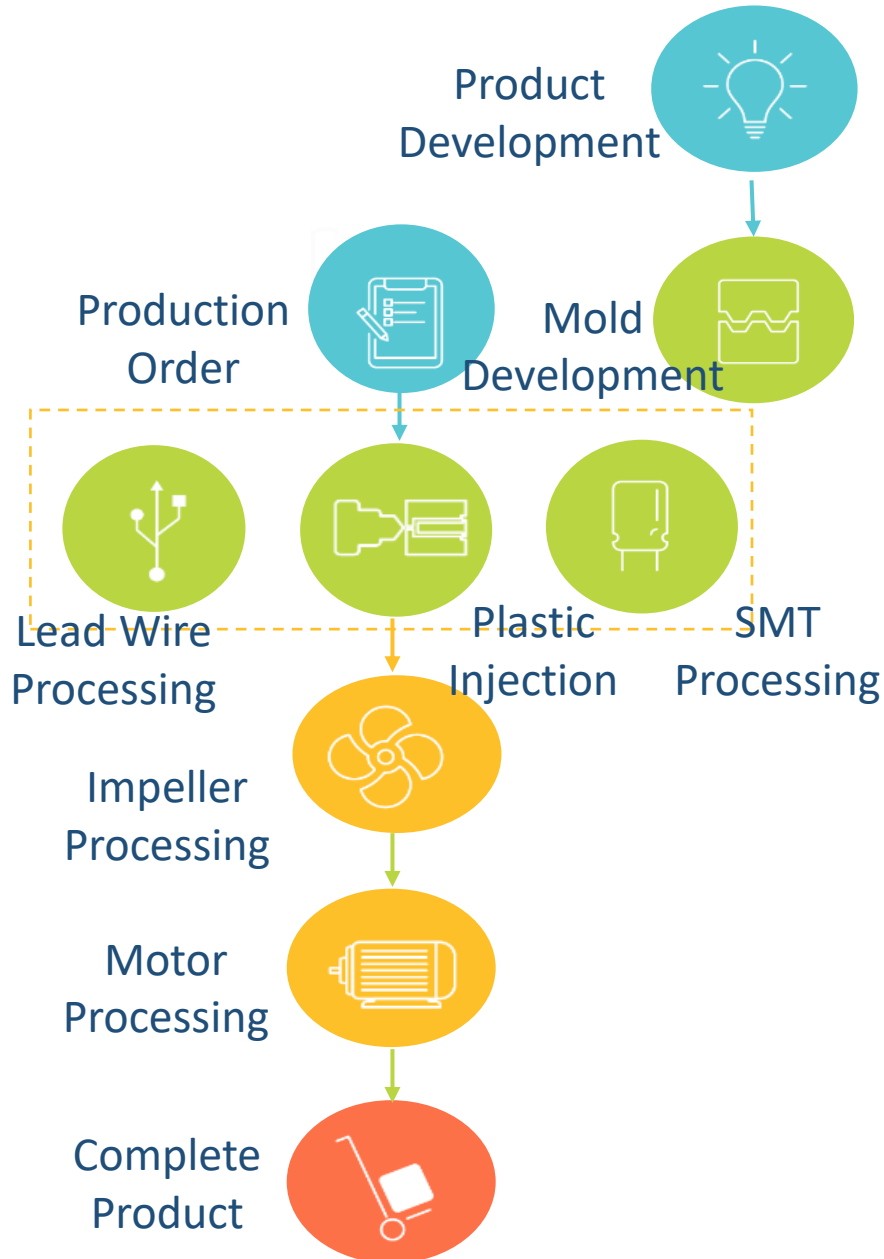 Product
Development
Production
Order
Mold
Development
Lead Wire
Processing
Plastic
Injection
SMT
Processing
Impeller
Processing
Motor
Processing
Complete
Product